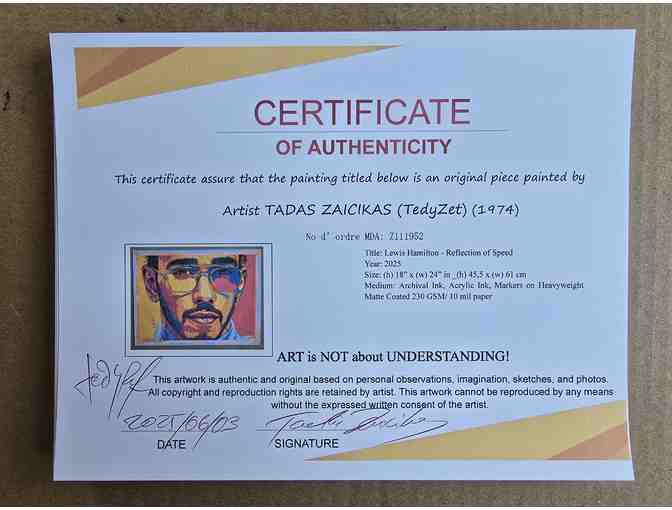 CERTIFICATE
OF AUTHENTICITY
This certificate assure that the painting titled below is an original piece painted by
Artist TADAS ZAICIKAS (TedyZet) (1974)
No d' ordre MDA: Z111952
Title: Lewis Hamilton - Reflection of Speed
Year: 2025
Size: (h) 18" x (w) 24" in _(h) 45,5 x (w) 61 cm
Medium: Archival Ink, Acrylic Ink, Markers on Heavyweight
Matte Coated 230 GSM/ 10 mil paper
ART is NOT about UNDERSTANDING!
This artwork is authentic and original based on personal observations, imagination, sketches, and photos.
All copyright and reproduction rights are retained by artist. This artwork cannot be reproduced by any means
without the expressed written consent of the artist.
2025/06/03
DATE
SIGNATURE